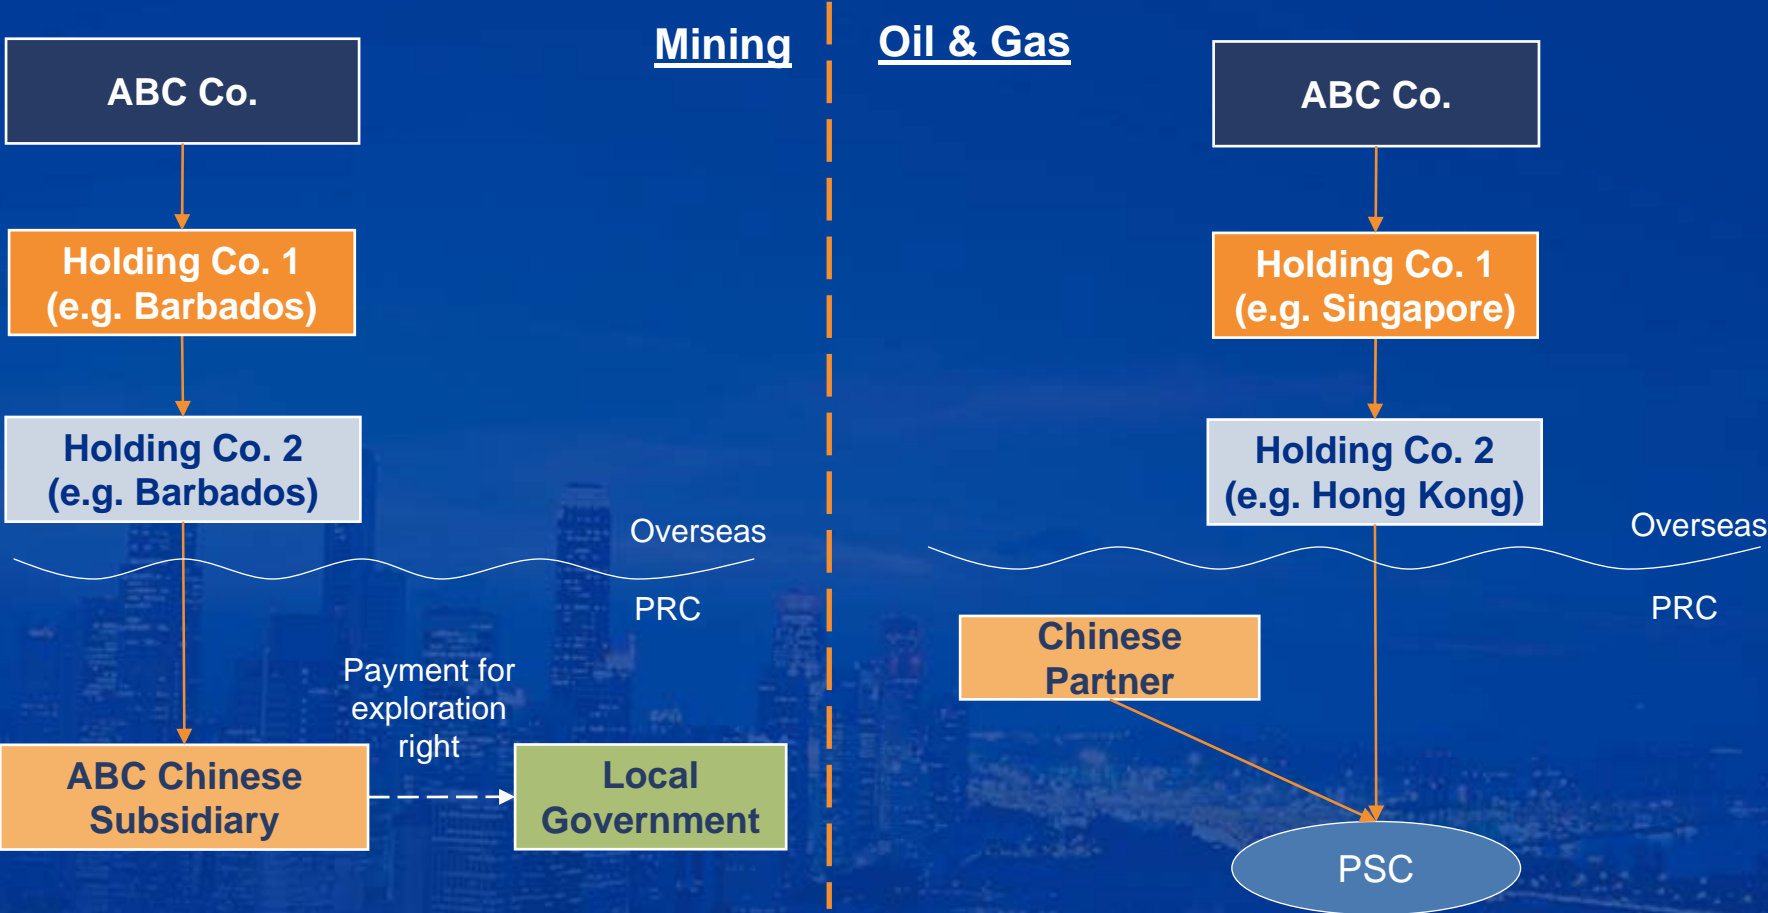 Mining
ABC Co.
Holding Co. 1
(e.g. Barbados)
Holding Co. 2
(e.g. Barbados)
Overseas
PRC
Payment for
exploration
right
ABC Chinese
Subsidiary
Local
Government
Oil & Gas
ABC Co.
Holding Co. 1
(e.g. Singapore)
Holding Co. 2
(e.g. Hong Kong)
Overseas
PRC
Chinese
Partner
PSC